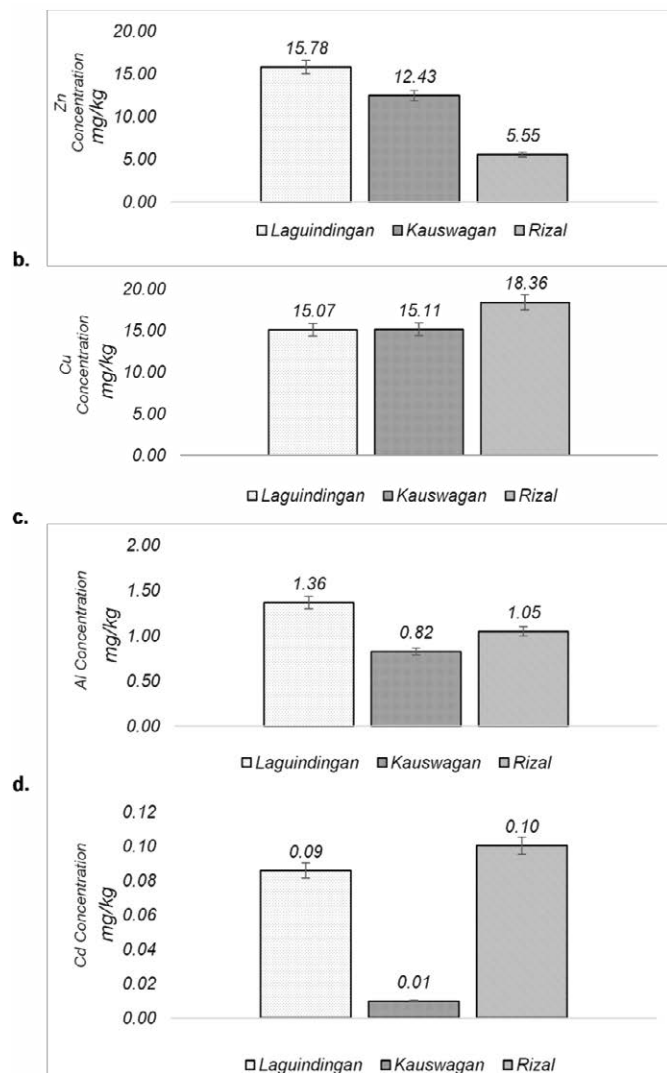 20.00
15.00
10.00
5.00
0.00
Zn
Concentration
mg/kg
15.78
12.43
5.55
Laguindingan Kauswagan Rizal
b.
20.00
15.00
10.00
5.00
0.00
Cu
Concentration
mg/kg
15.07
15.11
18.36
Laguindingan Kauswagan Rizal
c.
2.00
1.50
1.00
0.50
0.00
Al Concentration
mg/kg
1.36
0.82
1.05
Laguindingan Kauswagan Rizal
d.
0.12
0.10
0.08
0.06
0.04
0.02
0.00
Cd Concentration
mg/kg
0.09
0.01
0.10
Laguindingan Kauswagan Rizal